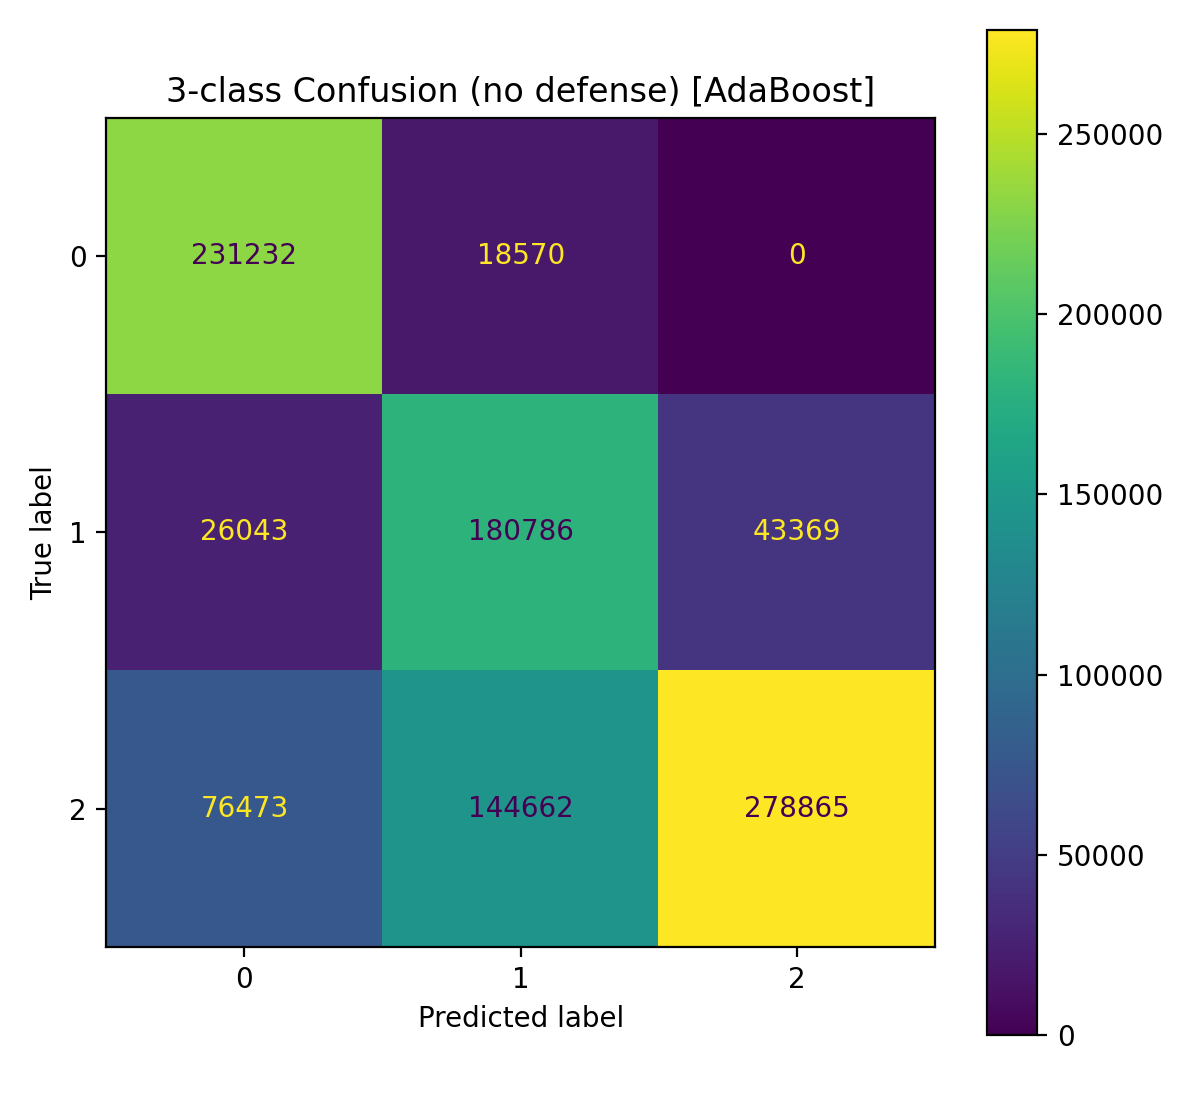 3-class Confusion (no defense) [AdaBoost]
True label
0
231232 18570 0
1
26043 180786 43369
2
76473 144662 278865
0 1 2
Predicted label
250000
200000
150000
100000
50000
0